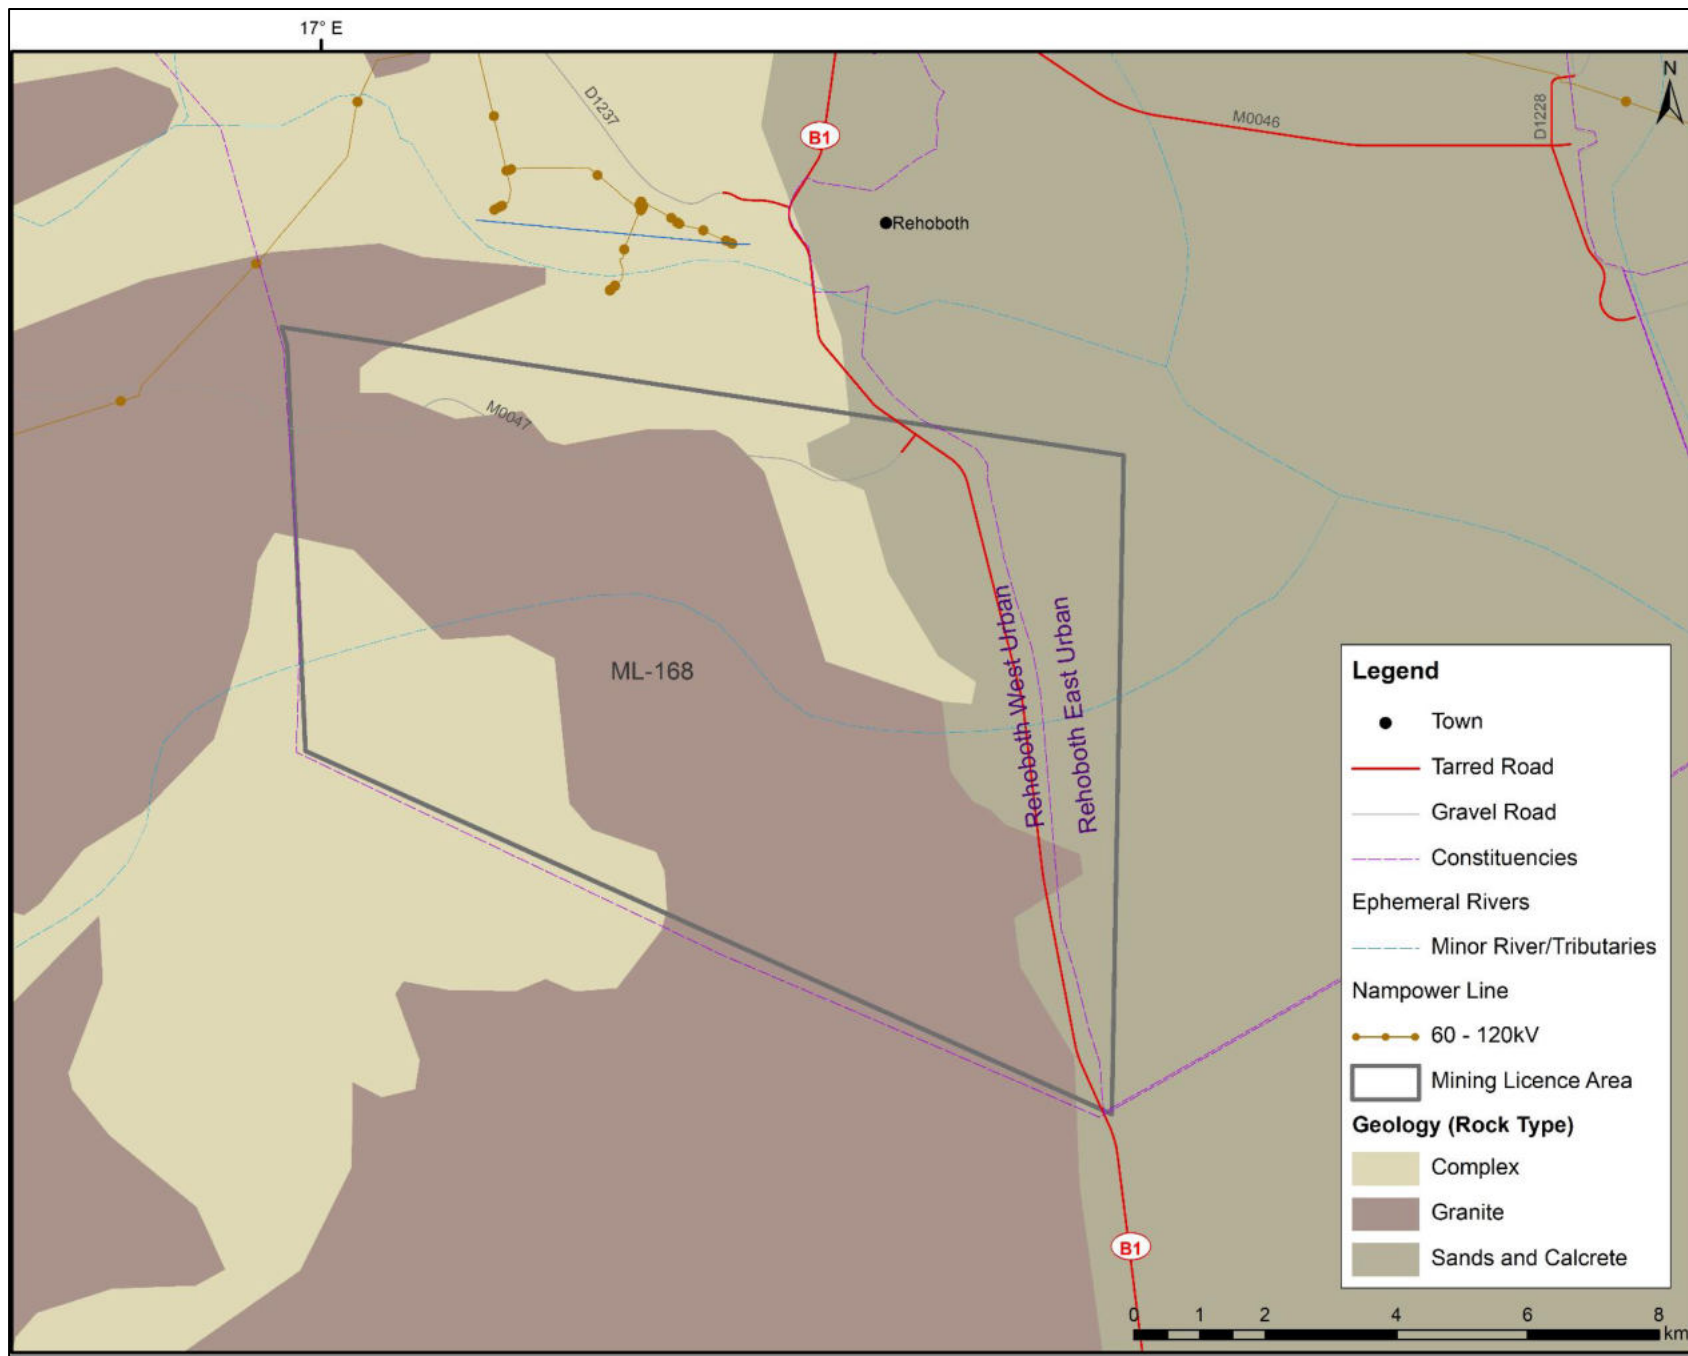 17° E
N
D1237
B1
M0046
D1228
Rehoboth
M0047
ML-168
Rehoboth West Urban
Rehoboth East Urban
B1
Legend
Town
Tarred Road
Gravel Road
Constituencies
Ephemeral Rivers
Minor River/Tributaries
Nampower Line
60 - 120kV
Mining Licence Area
Geology (Rock Type)
Complex
Granite
Sands and Calcrete
0 1 2 4 6 8
km